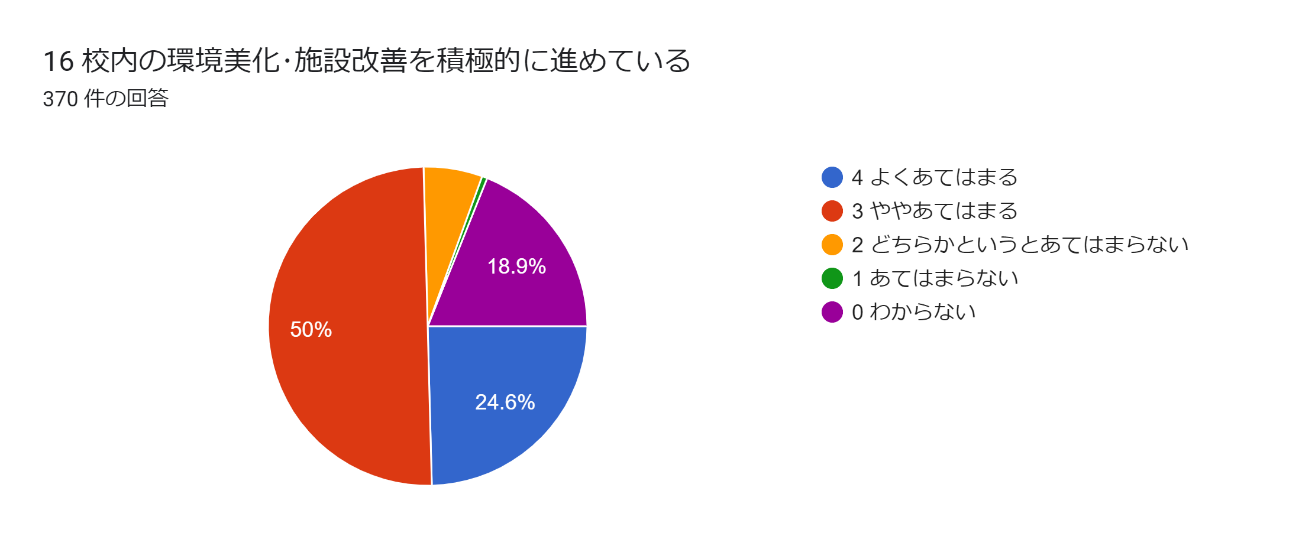 16 校内の環境美化･施設改善を積極的に進めている
370 件の回答
4 よくあてはまる
3 ややあてはまる
2 どちらかというとあてはまらない
1 あてはまらない
0 わからない
18.9%
50%
24.6%